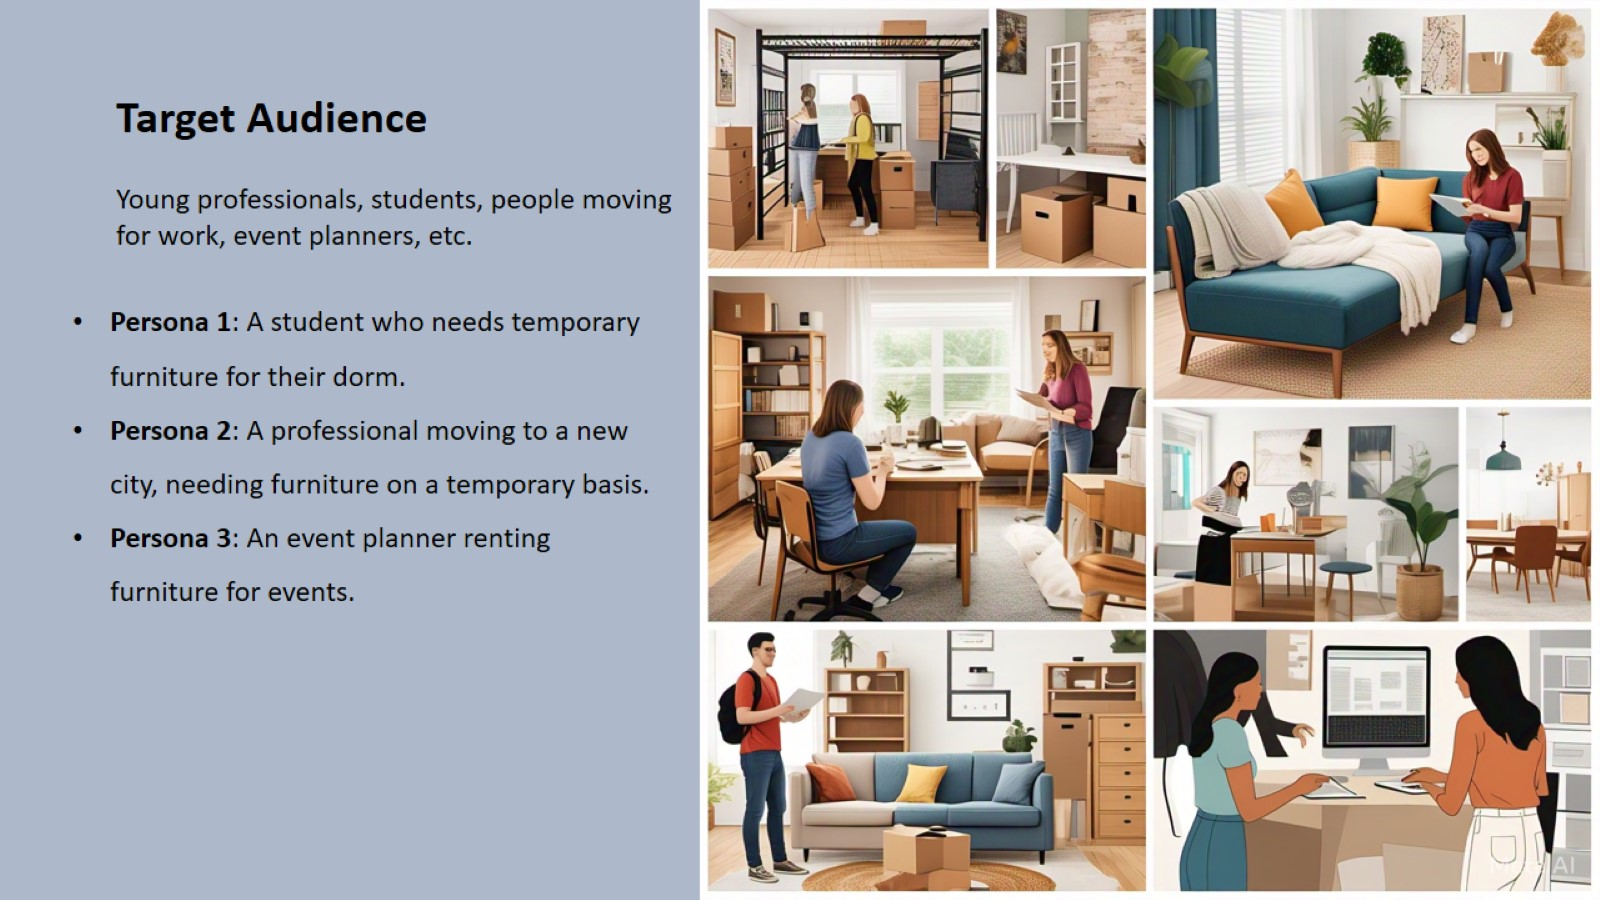 Target Audience
Young professionals, students, people moving
for work, event planners, etc.
• Persona 1: A student who needs temporary
furniture for their dorm.
• Persona 2: A professional moving to a new
city, needing furniture on a temporary basis.
• Persona 3: An event planner renting
furniture for events.
AI